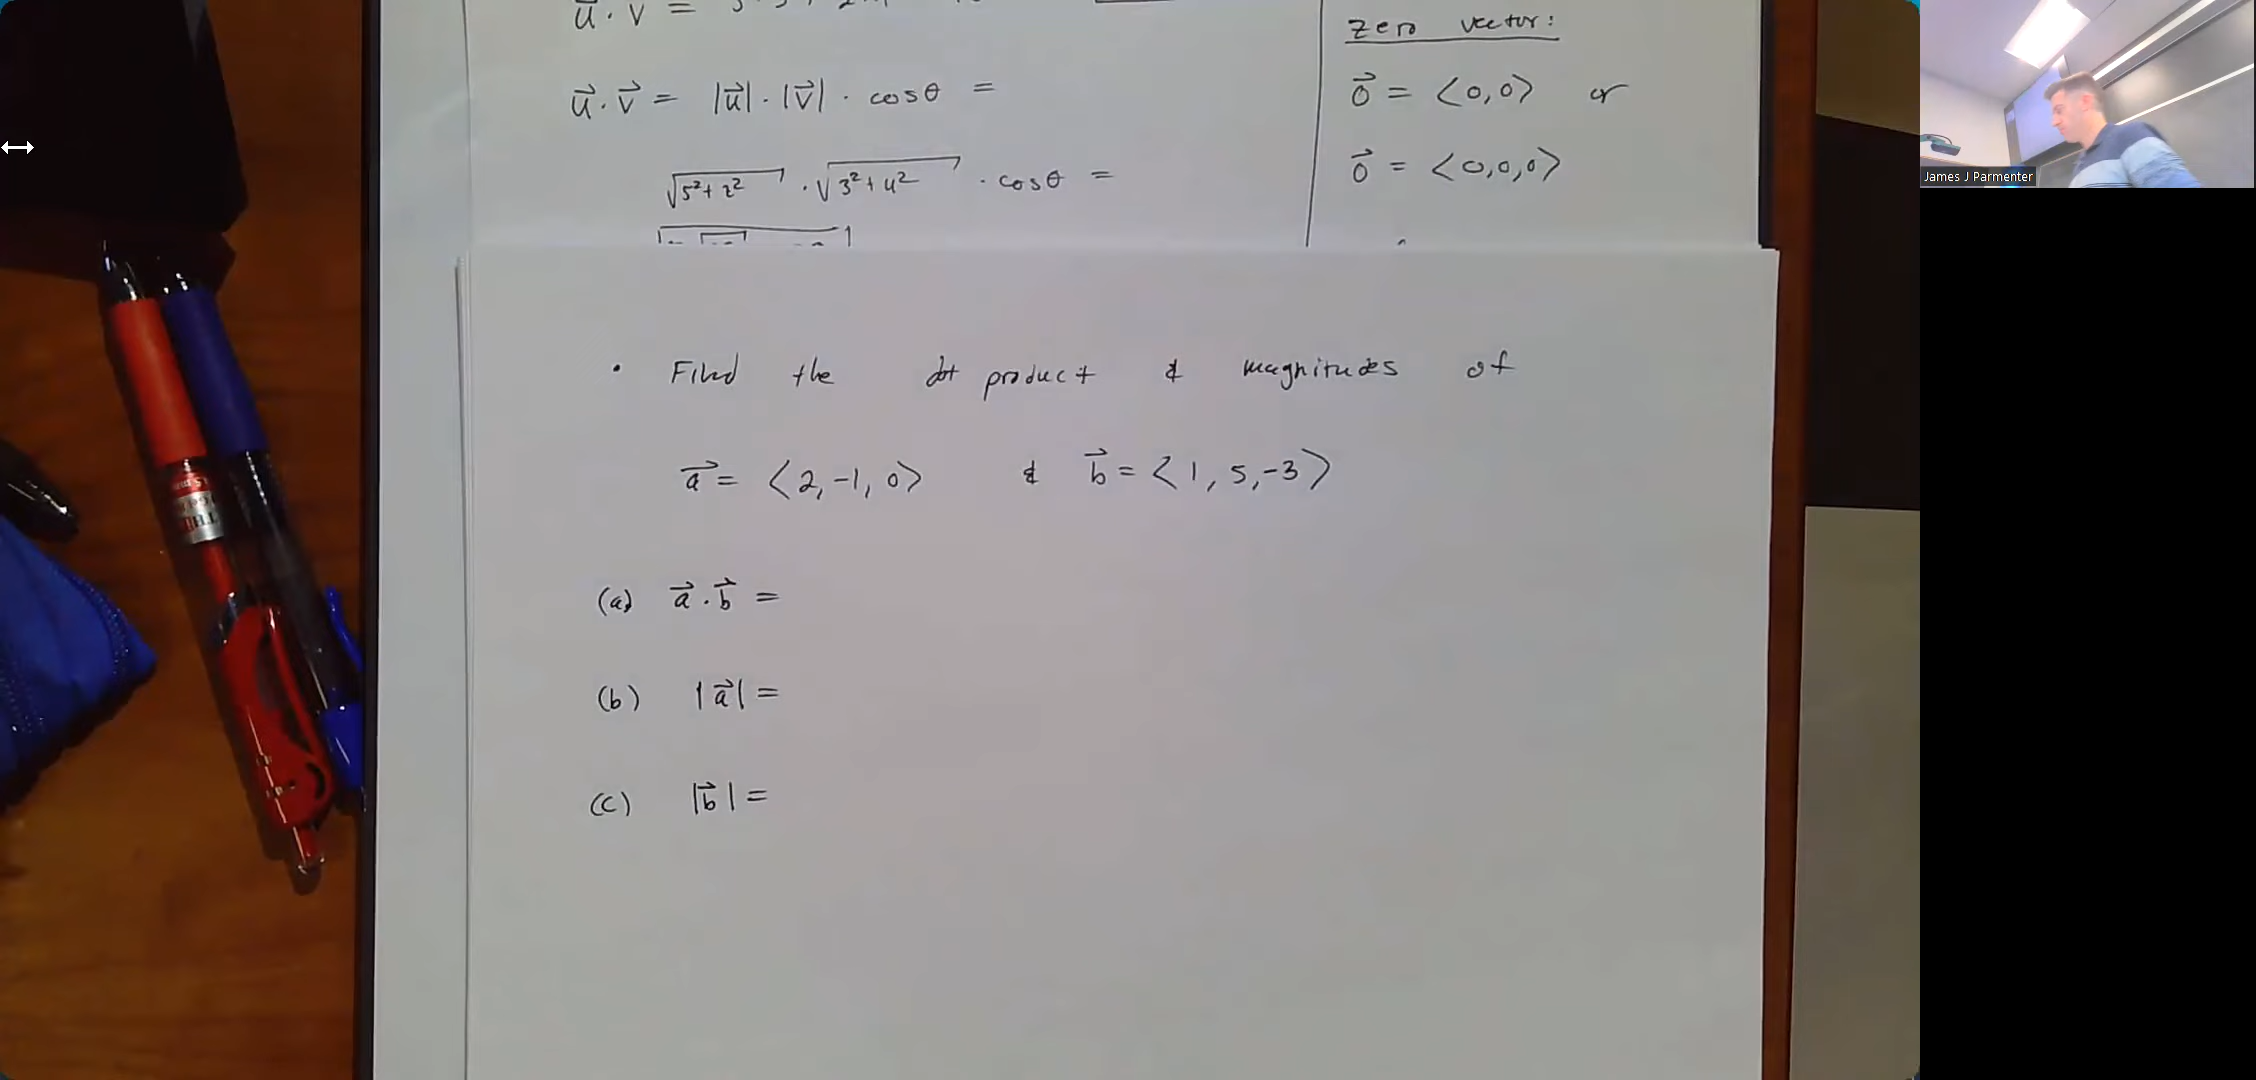 u⃗ · v⃗ =
u⃗ · v⃗ = |u⃗| · |v⃗| · cosθ =
√(5²+2²) · √(3²+4²) · cosθ =
Zero vector:
0⃗ = ⟨0,0⟩ or
0⃗ = ⟨0,0,0⟩
• Find the dot product & magnitudes of
a⃗ = ⟨2,-1,0⟩ & b⃗ = ⟨1,5,-3⟩
(a) a⃗ · b⃗ =
(b) |a⃗| =
(c) |b⃗| =
James J Parmenter